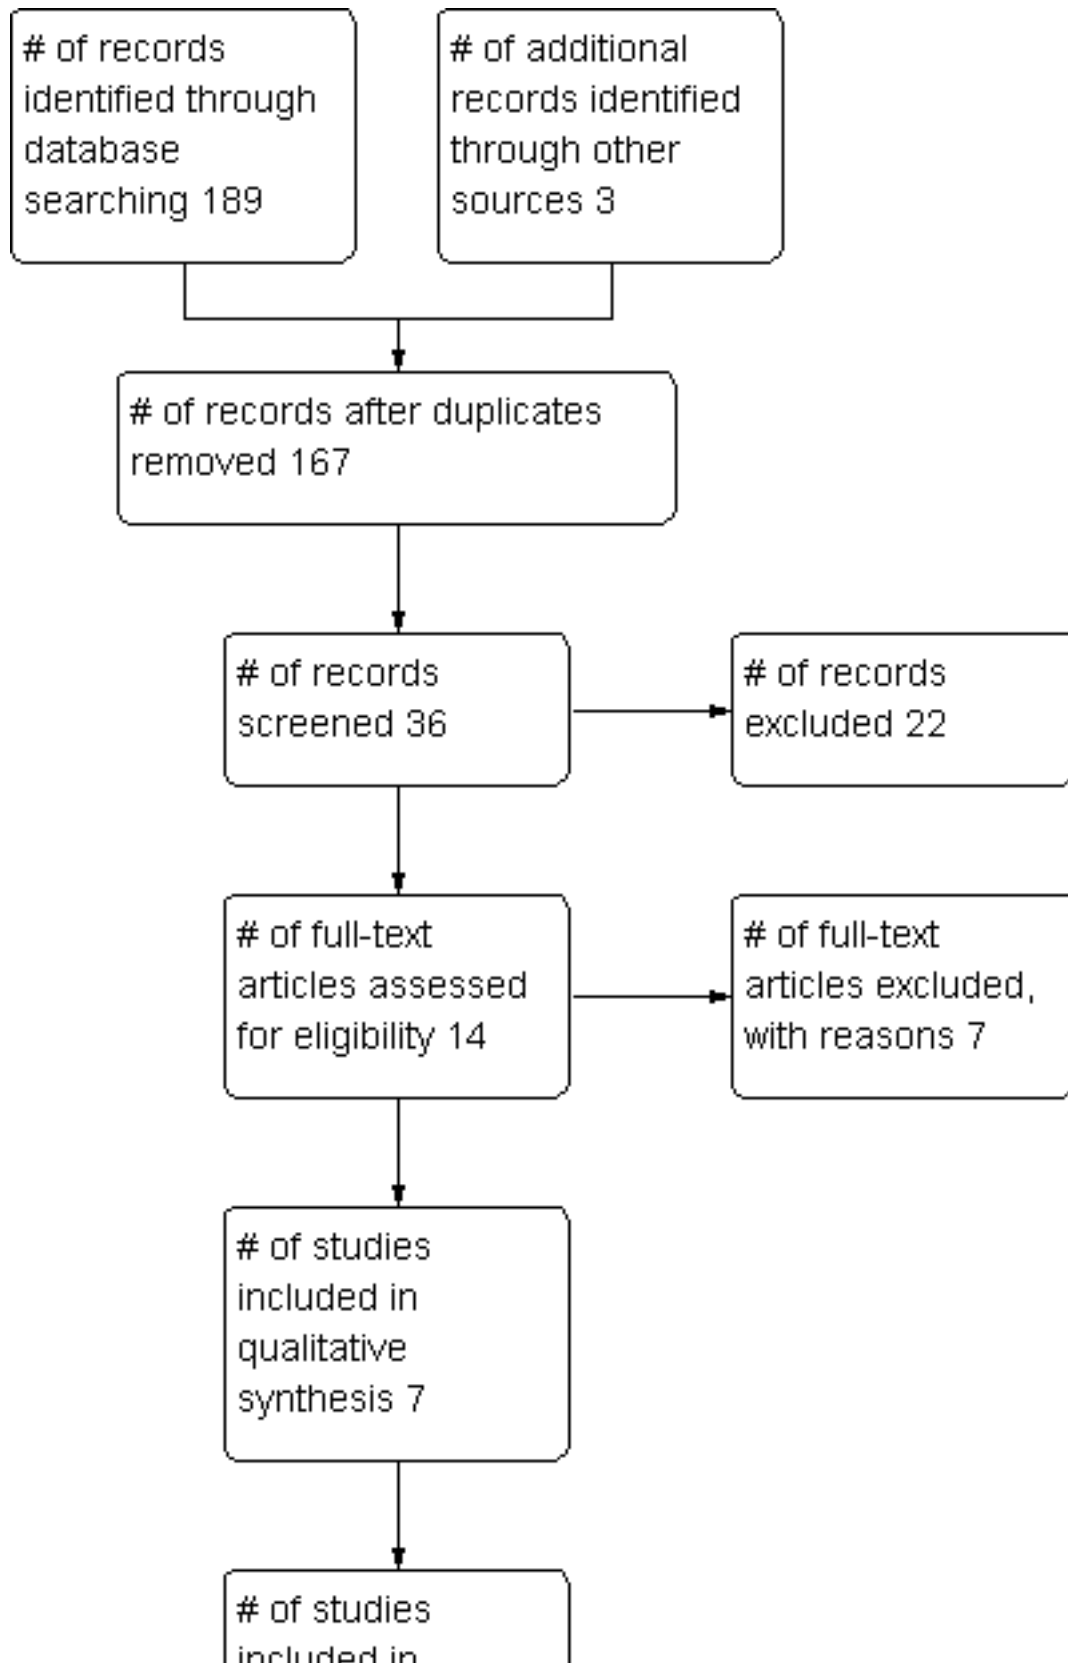 # of records
identified through
database
searching 189
# of additional
records identified
through other
sources 3
# of records after duplicates
removed 167
# of records
screened 36
# of records
excluded 22
# of full-text
articles assessed
for eligibility 14
# of full-text
articles excluded,
with reasons 7
# of studies
included in
qualitative
synthesis 7
# of studies
included in